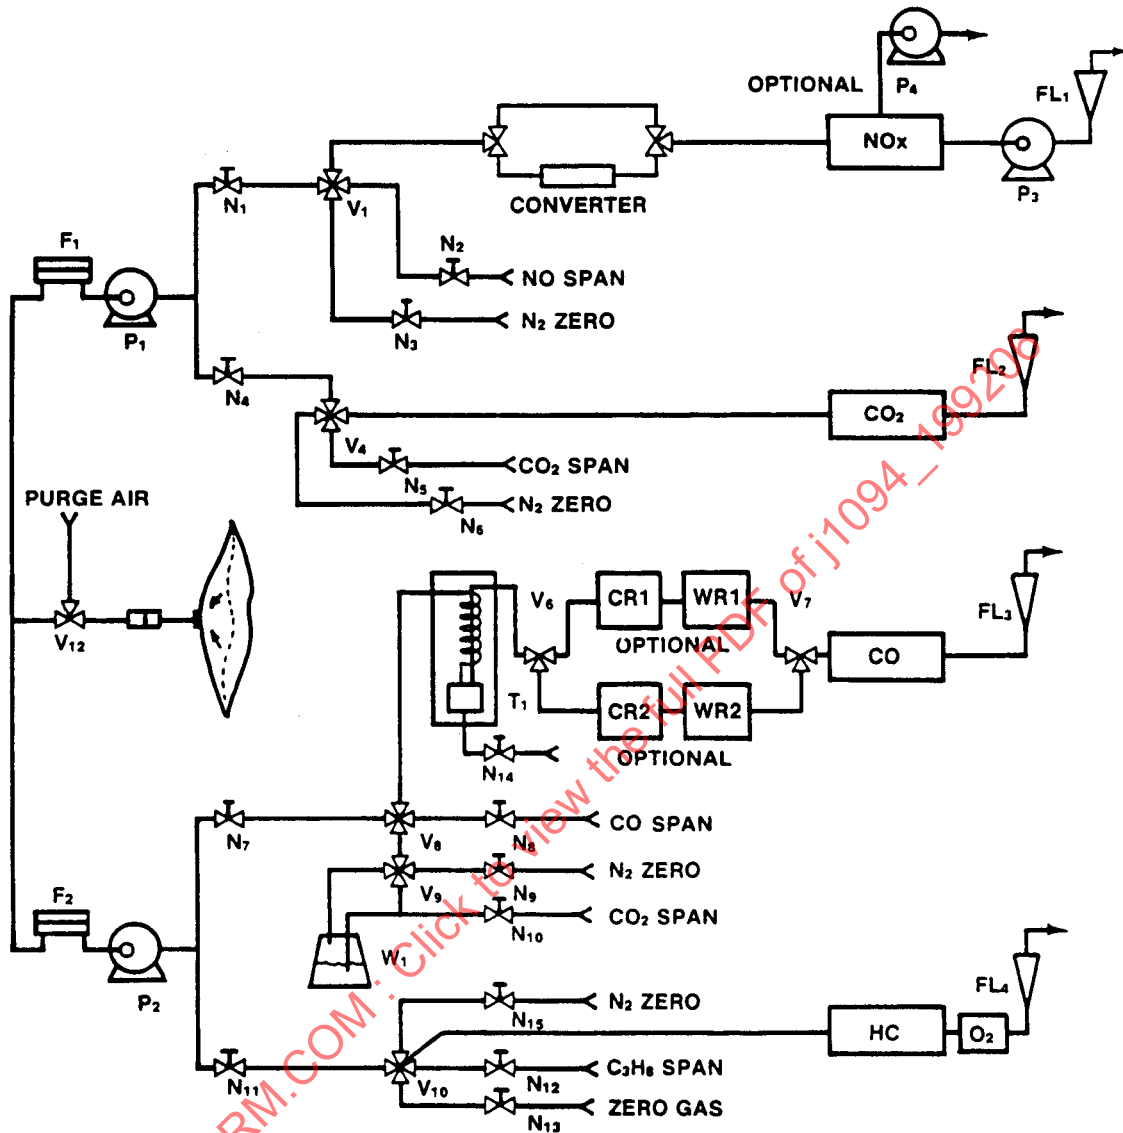 P₄
OPTIONAL
FL₁
NOx
P₃
CONVERTER
N₁
V₁
F₁
N₂
NO SPAN
P₁
N₂ ZERO
N₃
N₄
FL₂
CO₂
V₄
CO₂ SPAN
N₅
N₂ ZERO
N₆
PURGE AIR
V₁₂
V₆
CR1
WR1
V₇
FL₃
OPTIONAL
CO
T₁
CR2
WR2
OPTIONAL
N₁₄
N₇
V₈
N₈
CO SPAN
N₂ ZERO
V₉
N₉
F₂
CO₂ SPAN
N₁₀
W₁
P₂
FL₄
N₂ ZERO
N₁₅
HC
O₂
N₁₁
V₁₀
N₁₂
C₃H₈ SPAN
ZERO GAS
N₁₃
RM.COM : Click to view the full PDF of j1094_199206